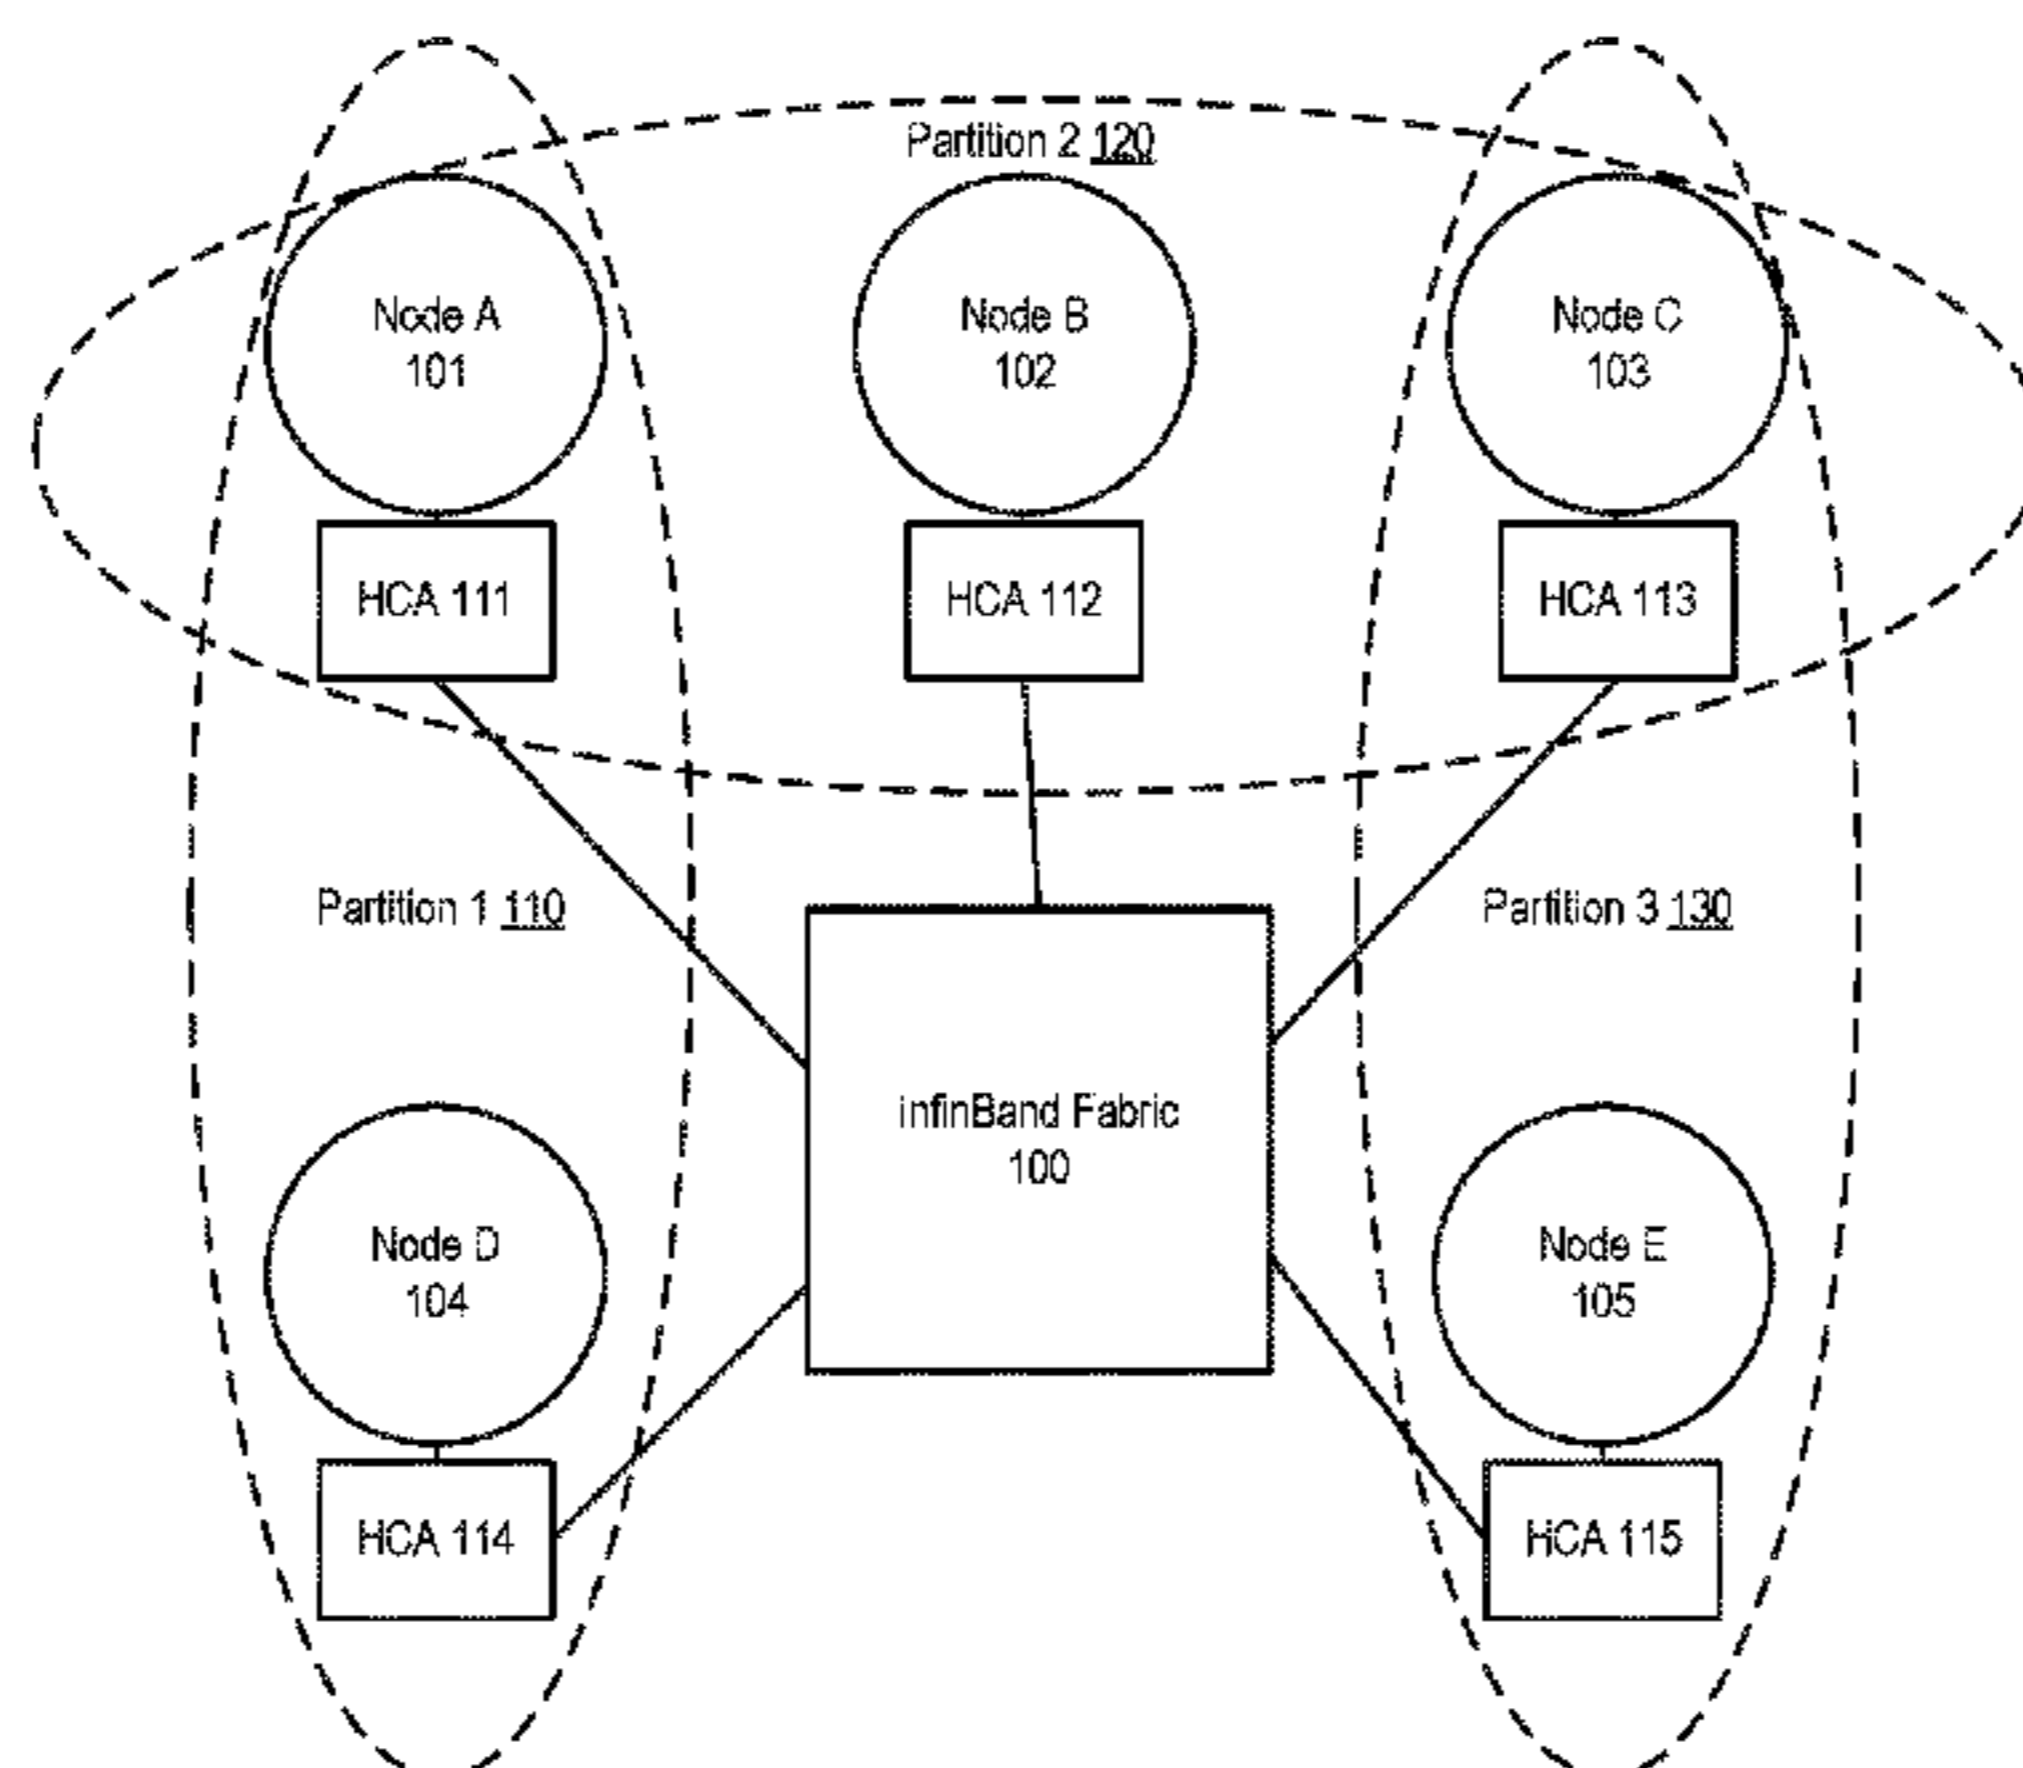 Partition 2 120
Node A
101
Node B
102
Node C
103
HCA 111
HCA 112
HCA 113
Partition 1 110
Partition 3 130
infinBand Fabric
100
Node D
104
Node E
105
HCA 114
HCA 115